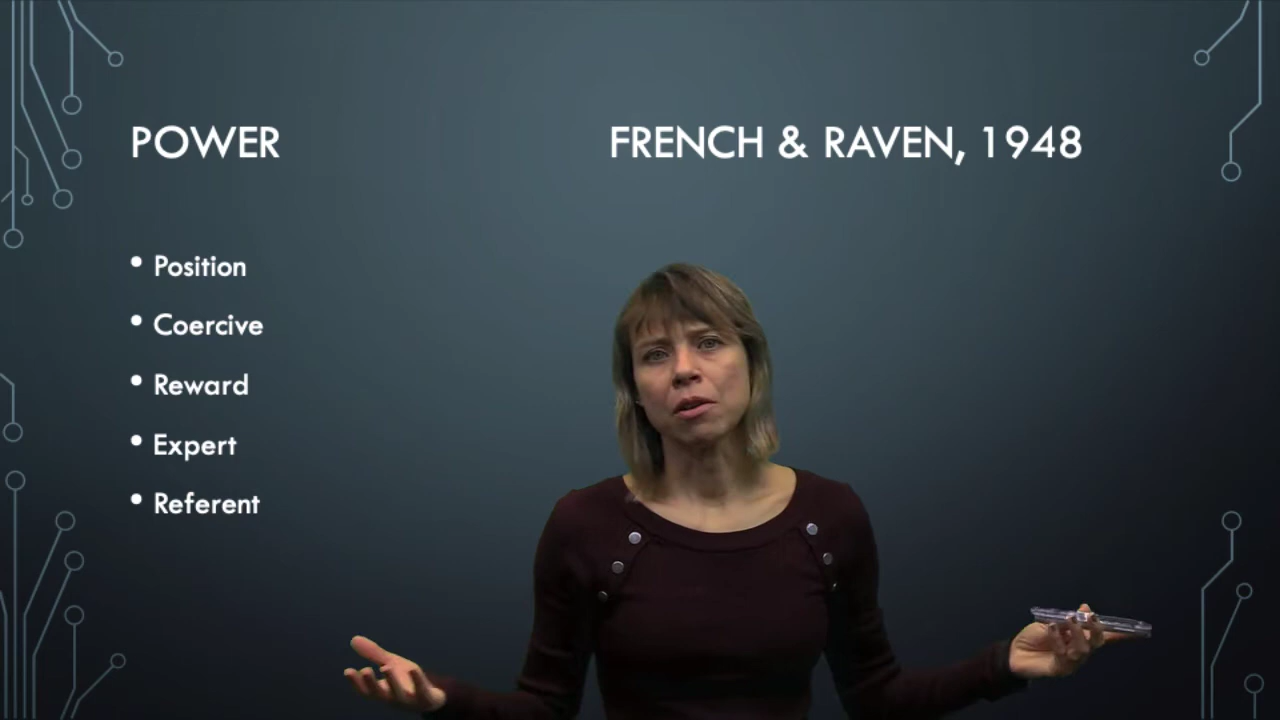 POWER
FRENCH & RAVEN, 1948
• Position
• Coercive
• Reward
• Expert
• Referent